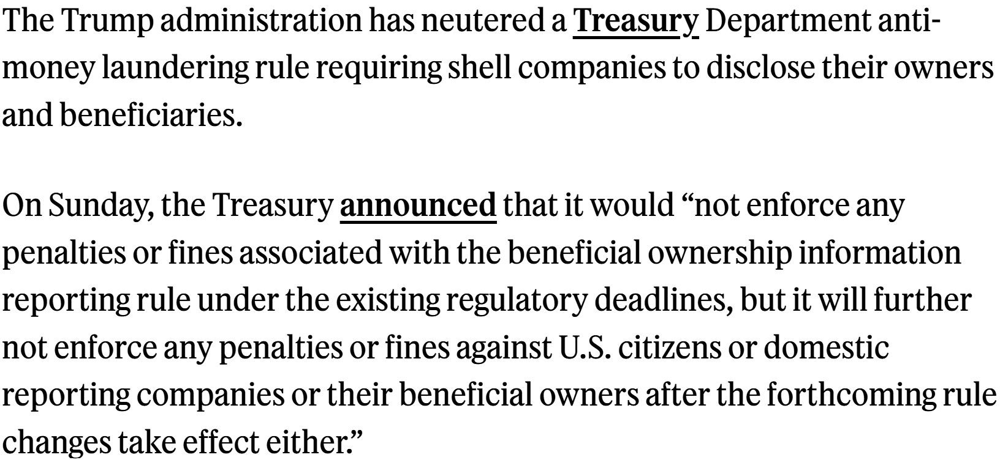 The Trump administration has neutered a Treasury Department anti-
money laundering rule requiring shell companies to disclose their owners
and beneficiaries.
On Sunday, the Treasury announced that it would “not enforce any
penalties or fines associated with the beneficial ownership information
reporting rule under the existing regulatory deadlines, but it will further
not enforce any penalties or fines against U.S. citizens or domestic
reporting companies or their beneficial owners after the forthcoming rule
changes take effect either.”